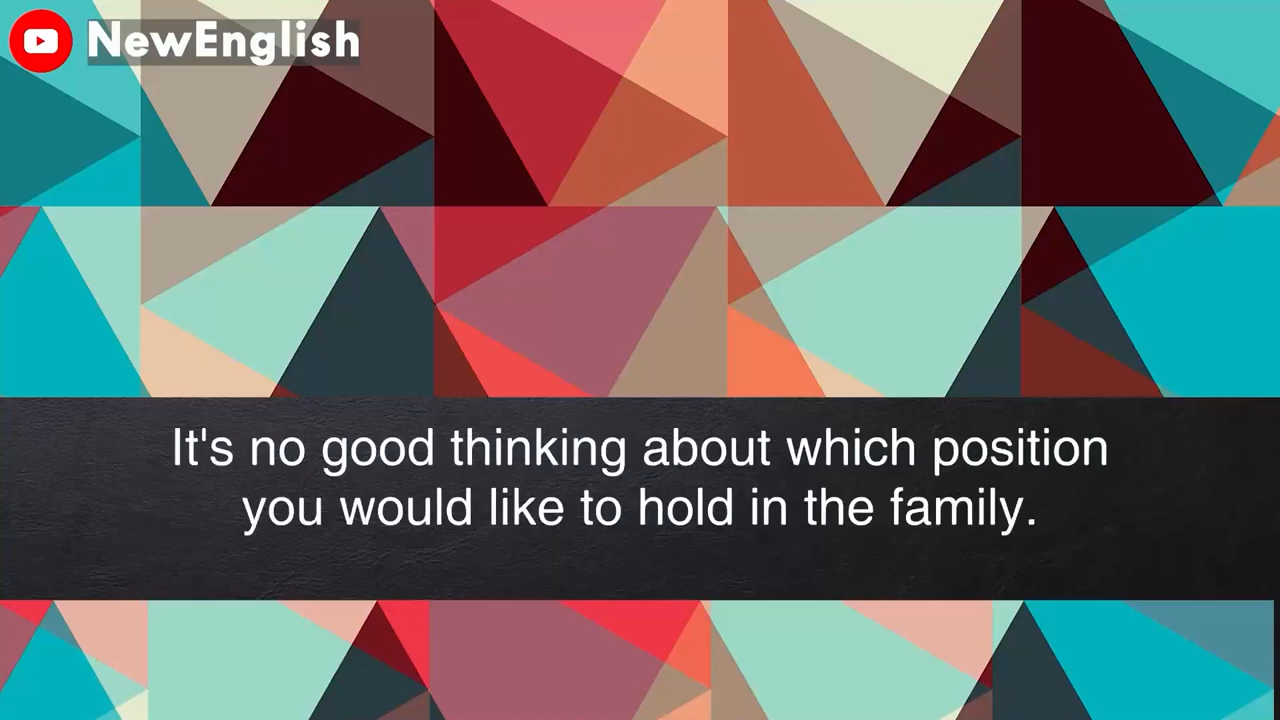 NewEnglish
It's no good thinking about which position
you would like to hold in the family.